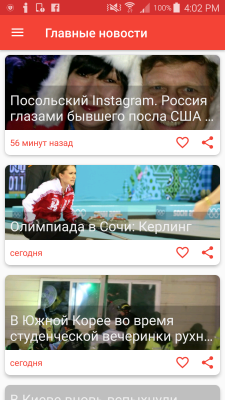 100% 4:02 PM
Главные новости
Посольский Instagram. Россия
глазами бывшего посла США ...
56 минут назад
Олимпиада в Сочи: Керлинг
сегодня
В Южной Корее во время
студенческой вечеринки рухн...
сегодня
В Киеве вновь вспыхнули